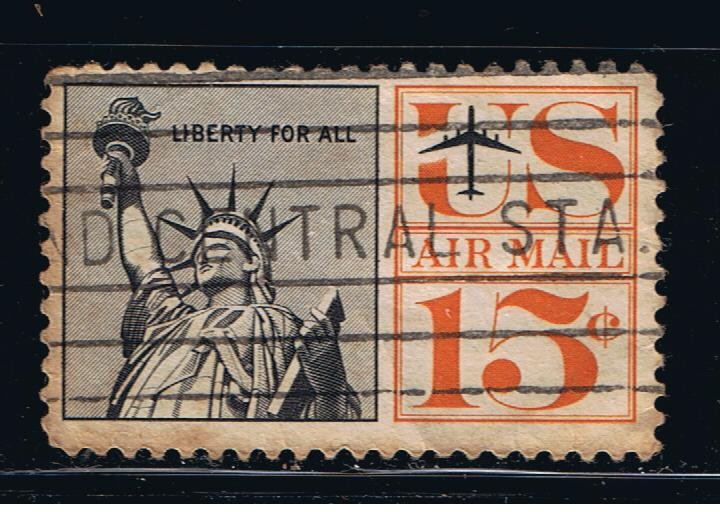 LIBERTY FOR ALL
US
AIR MAIL
15¢
D CENTRAL STA.